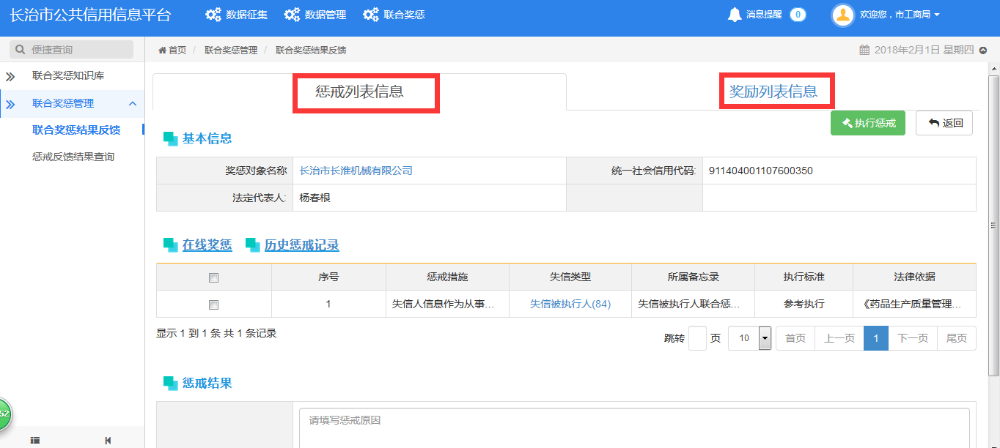 长治市公共信用信息平台 数据征集 数据管理 联合奖惩 消息提醒 0 欢迎您，市工商局
便捷查询 首页 / 联合奖惩管理 / 联合奖惩结果反馈 2018年2月1日 星期四
联合奖惩知识库
联合奖惩管理
联合奖惩结果反馈
惩戒反馈结果查询
惩戒列表信息 奖励列表信息
执行惩戒 返回
基本信息
奖惩对象名称 长治市长淮机械有限公司 统一社会信用代码: 911404001107600350
法定代表人: 杨春根
在线奖惩 历史惩戒记录
序号 惩戒措施 失信类型 所属备忘录 执行标准 法律依据
1 失信人信息作为从事... 失信被执行人(84) 失信被执行人联合惩... 参考执行 《药品生产质量管理...
显示 1 到 1 条 共 1 条记录
跳转 页 10 首页 上一页 1 下一页 尾页
惩戒结果
请填写惩戒原因
52